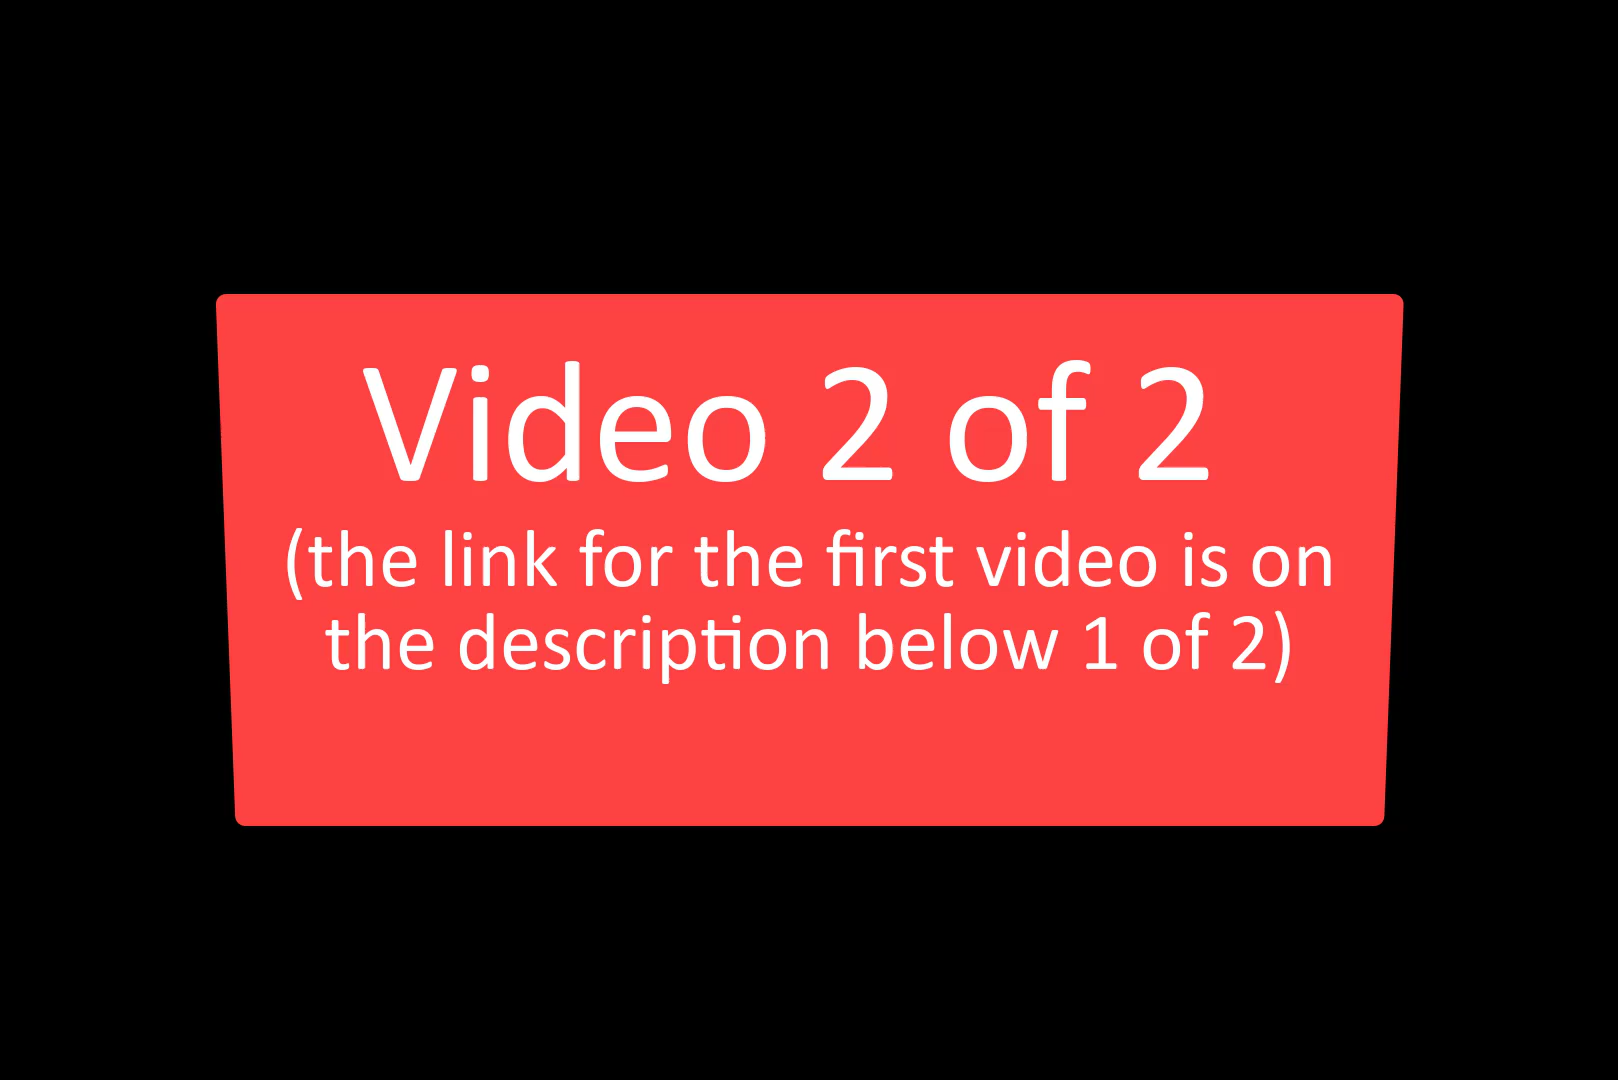 Video 2 of 2
(the link for the first video is on
the description below 1 of 2)